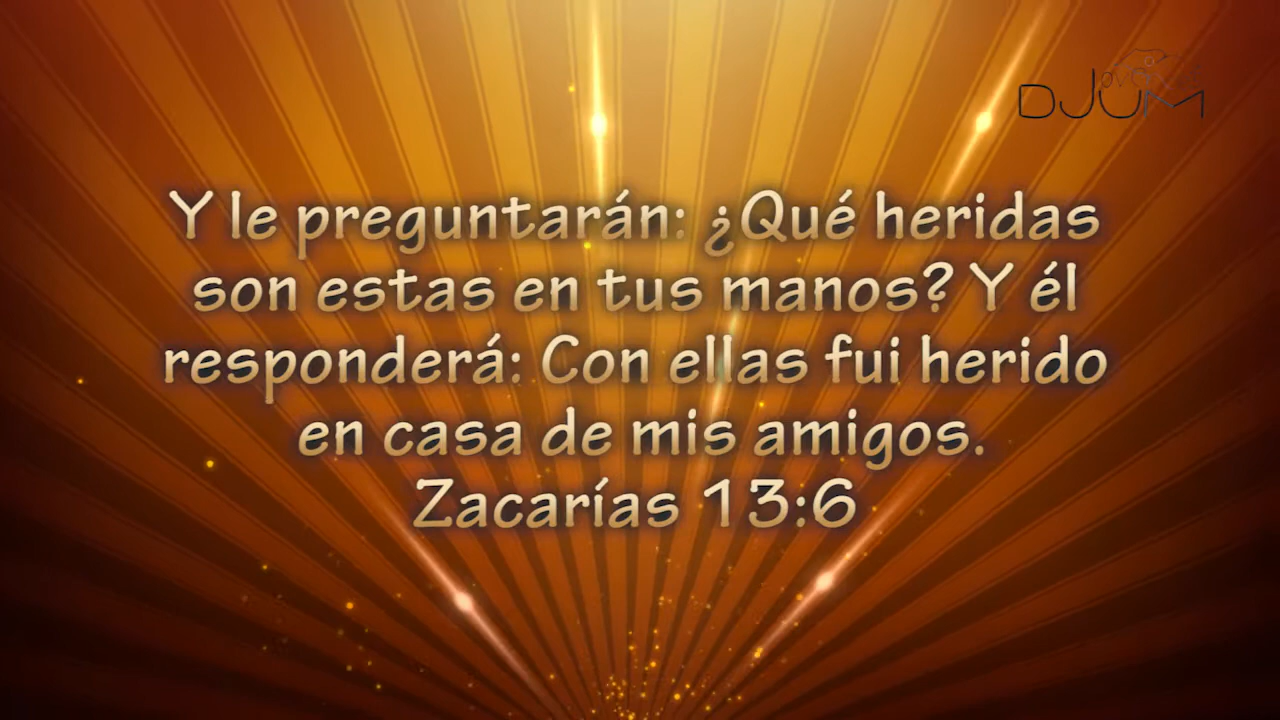 DJUM
Y le preguntarán: ¿Qué heridas
son estas en tus manos? Y él
responderá: Con ellas fui herido
en casa de mis amigos.
Zacarías 13:6